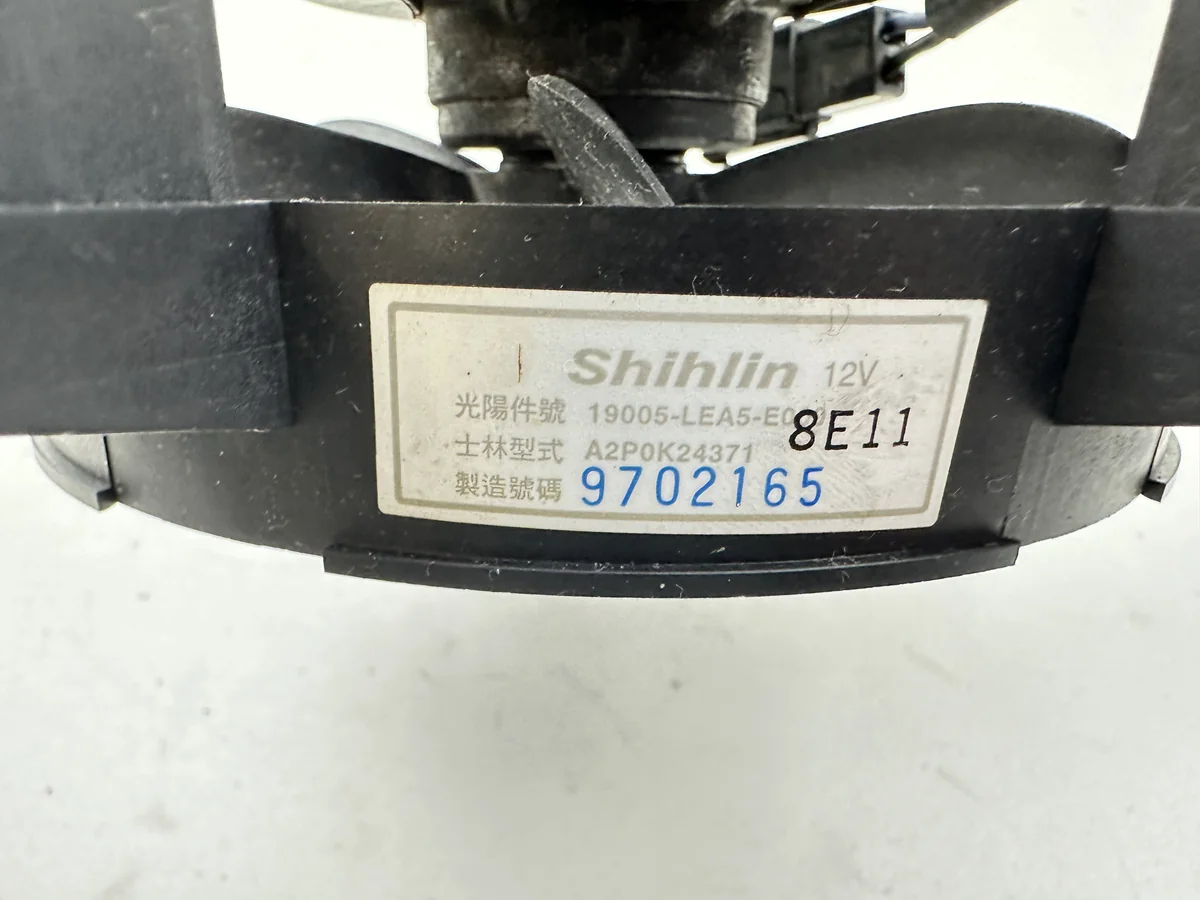 Shihlin 12V
光陽件號 19005-LEA5-E0
8E11
士林型式 A2P0K24371
製造號碼 9702165